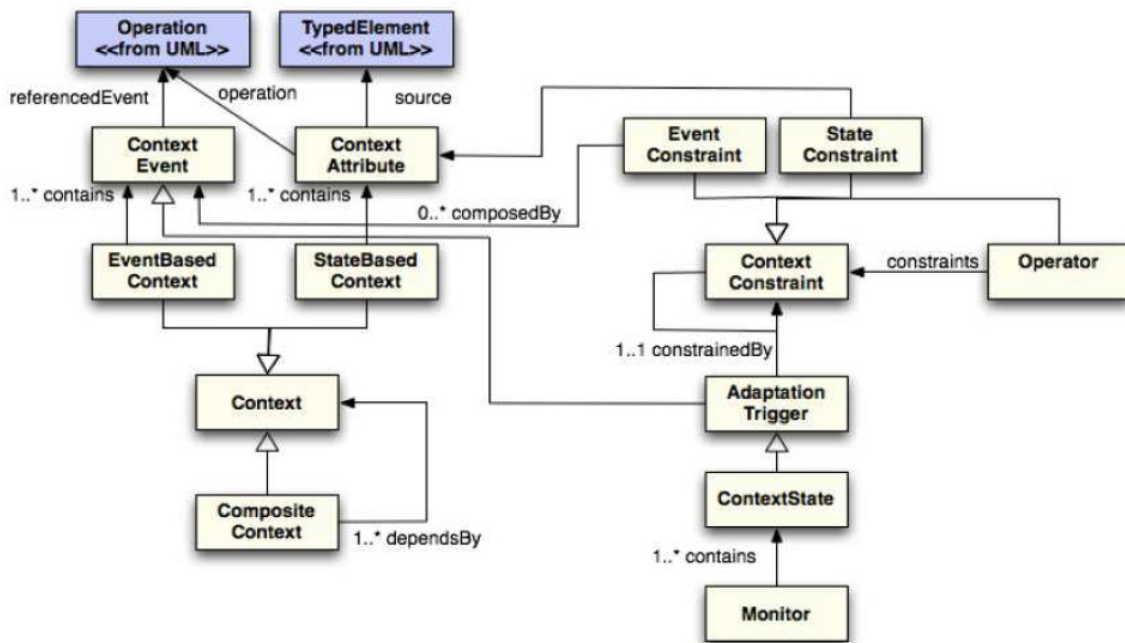 Operation
<<from UML>>
TypedElement
<<from UML>>
referencedEvent
operation
source
Context
Event
Context
Attribute
Event
Constraint
State
Constraint
1..* contains
1..* contains
0..* composedBy
EventBased
Context
StateBased
Context
Context
Constraint
constraints
Operator
1..1 constrainedBy
Context
Adaptation
Trigger
Composite
Context
1..* dependsBy
ContextState
1..* contains
Monitor